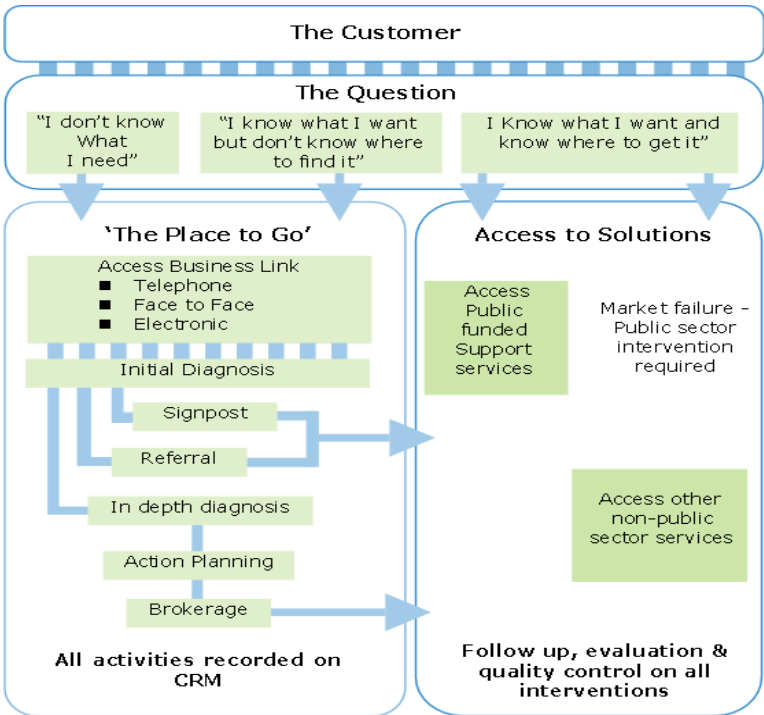 The Customer
The Question
“I don’t know
What
I need”
“I know what I want
but don’t know where
to find it”
I Know what I want and
know where to get it”
‘The Place to Go’
Access Business Link
■ Telephone
■ Face to Face
■ Electronic
Initial Diagnosis
Signpost
Referral
In depth diagnosis
Action Planning
Brokerage
All activities recorded on
CRM
Access to Solutions
Access
Public
funded
Support
services
Market failure –
Public sector
intervention
required
Access other
non-public
sector services
Follow up, evaluation &
quality control on all
interventions